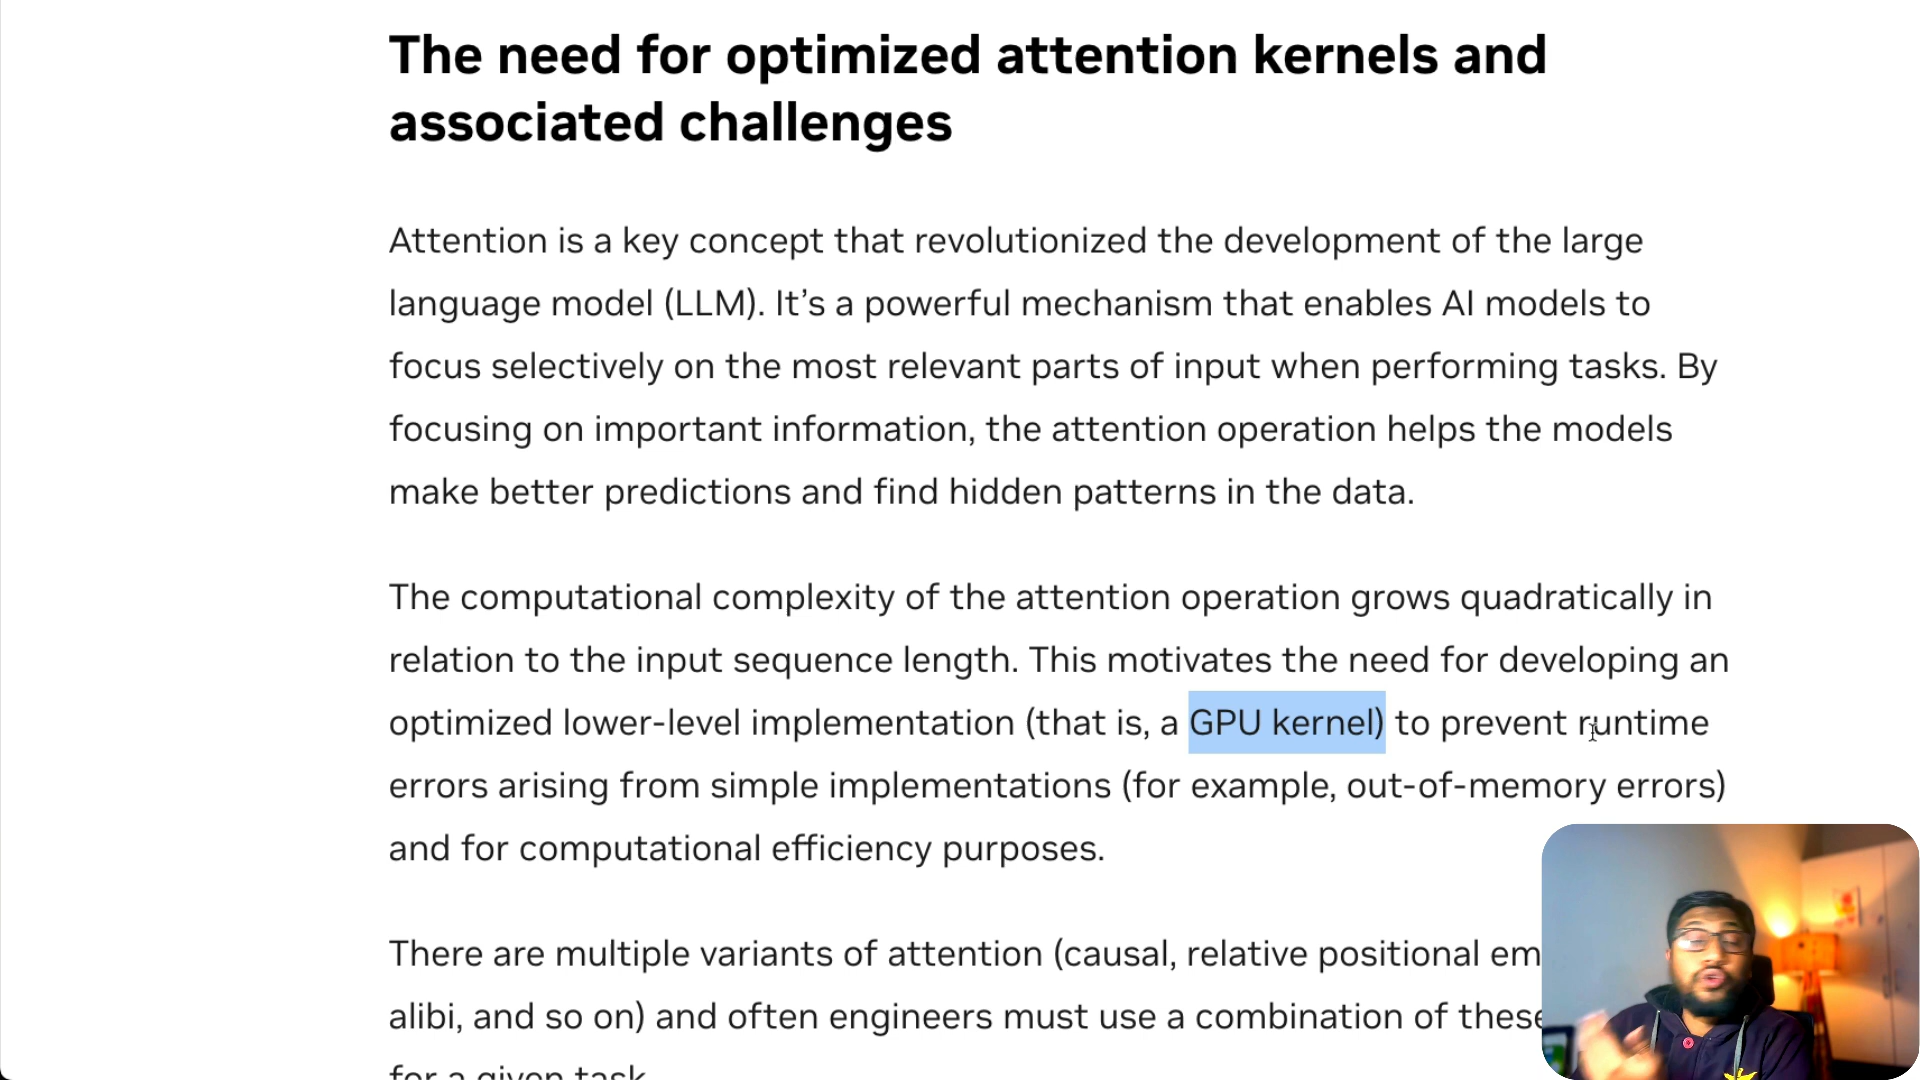 The need for optimized attention kernels and
associated challenges
Attention is a key concept that revolutionized the development of the large
language model (LLM). It’s a powerful mechanism that enables AI models to
focus selectively on the most relevant parts of input when performing tasks. By
focusing on important information, the attention operation helps the models
make better predictions and find hidden patterns in the data.
The computational complexity of the attention operation grows quadratically in
relation to the input sequence length. This motivates the need for developing an
optimized lower-level implementation (that is, a GPU kernel) to prevent runtime
errors arising from simple implementations (for example, out-of-memory errors)
and for computational efficiency purposes.
There are multiple variants of attention (causal, relative positional em
alibi, and so on) and often engineers must use a combination of these
for a given task